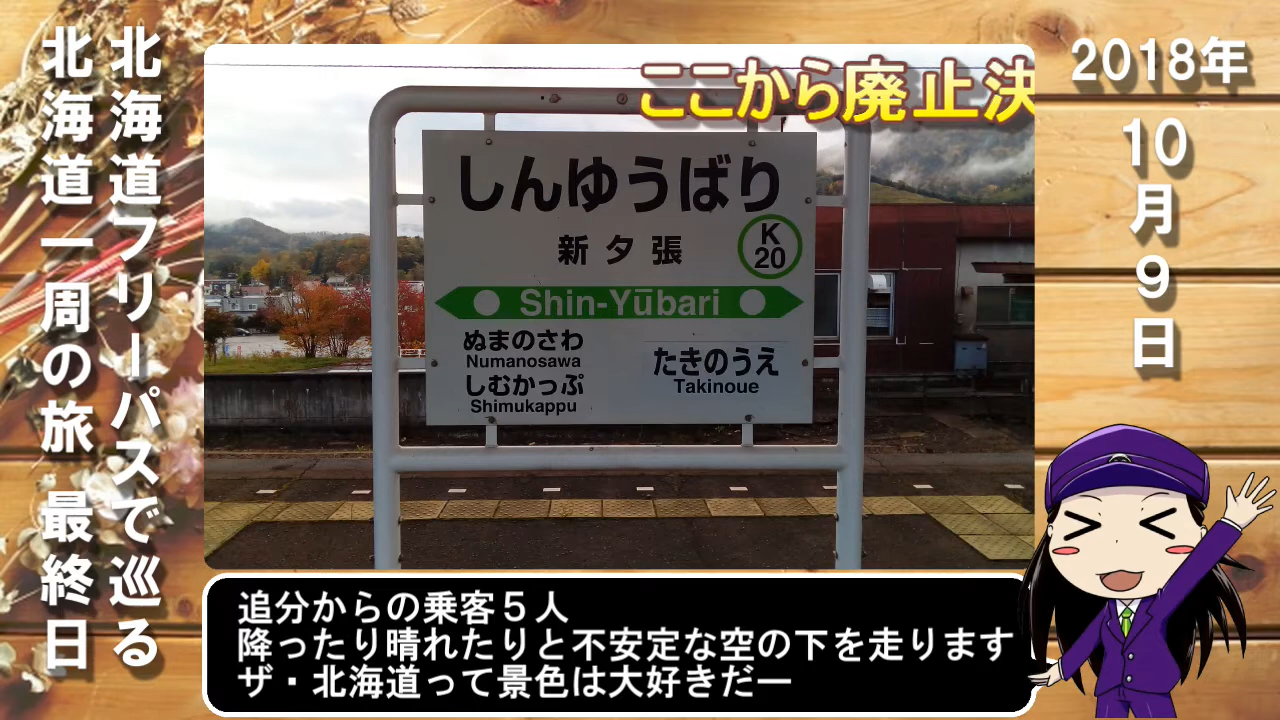 北海道フリーパスで巡る
北海道一周の旅 最終日
2018年
10月9日
ここから廃止決
しんゆうばり
新夕張
K
20
Shin-Yūbari
ぬまのさわ
Numanosawa
しむかっぷ
Shimukappu
たきのうえ
Takinoue
追分からの乗客５人
降ったり晴れたりと不安定な空の下を走ります
ザ・北海道って景色は大好きだー